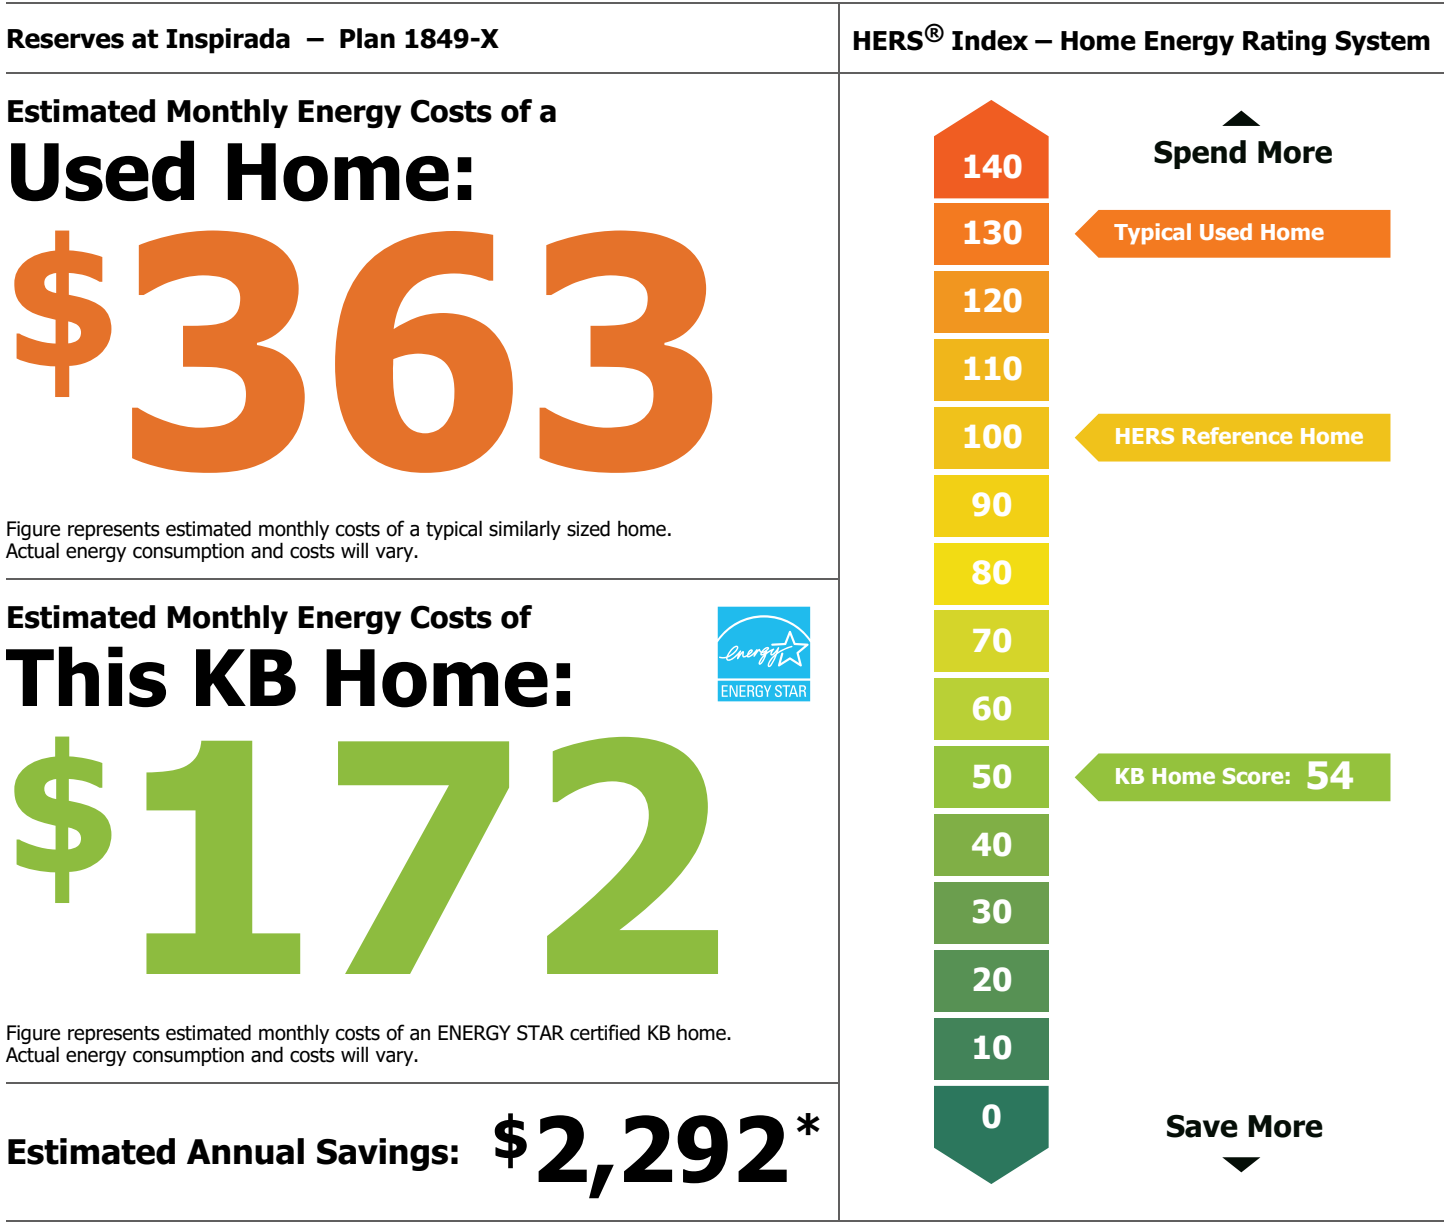 Reserves at Inspirada – Plan 1849-X
Estimated Monthly Energy Costs of a
Used Home:
$363
Figure represents estimated monthly costs of a typical similarly sized home.
Actual energy consumption and costs will vary.
Estimated Monthly Energy Costs of
This KB Home:
energy
ENERGY STAR
$172
Figure represents estimated monthly costs of an ENERGY STAR certified KB home.
Actual energy consumption and costs will vary.
Estimated Annual Savings: $2,292*
HERS® Index – Home Energy Rating System
Spend More
140
130 Typical Used Home
120
110
100 HERS Reference Home
90
80
70
60
50 KB Home Score: 54
40
30
20
10
0
Save More